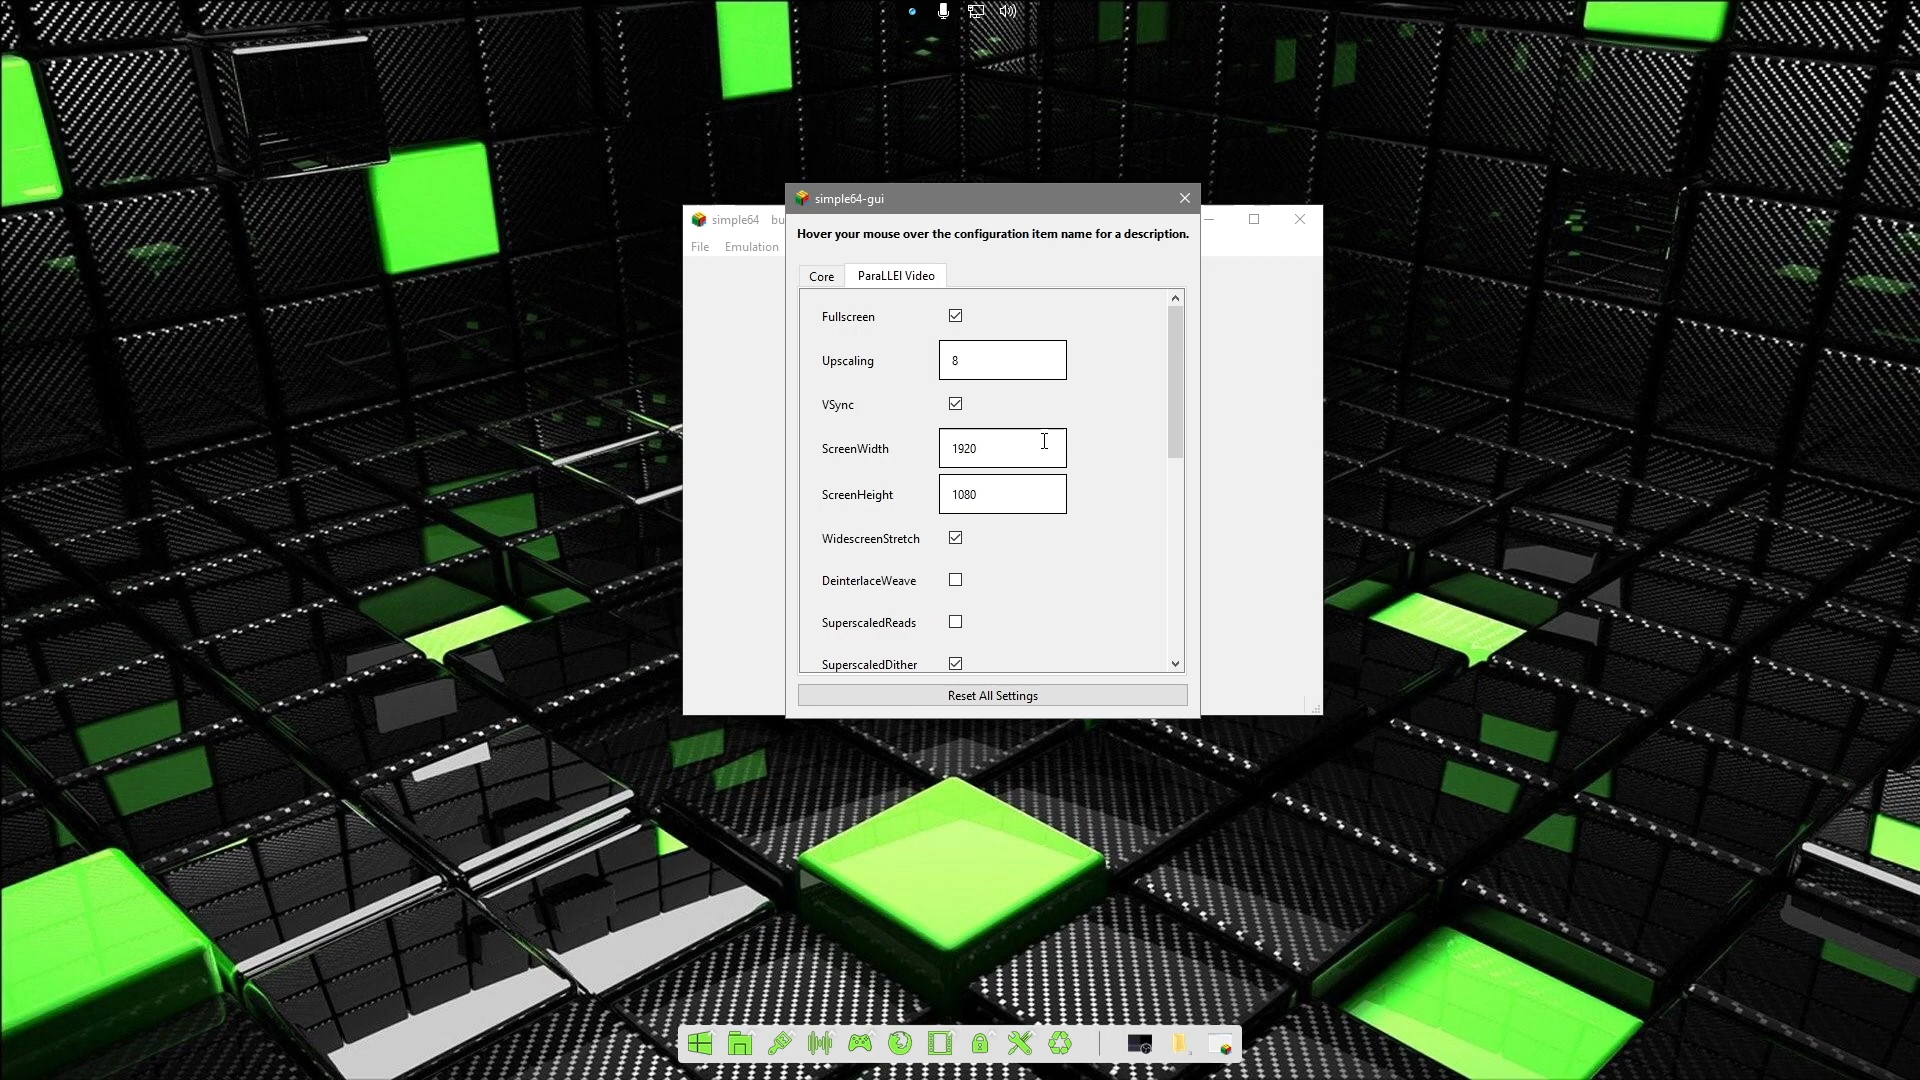 simple64-gui
simple64 bu
File Emulation
Hover your mouse over the configuration item name for a description.
Core ParaLLEl Video
Fullscreen
Upscaling 8
VSync
ScreenWidth 1920
ScreenHeight 1080
WidescreenStretch
DeinterlaceWeave
SuperscaledReads
SuperscaledDither
Reset All Settings